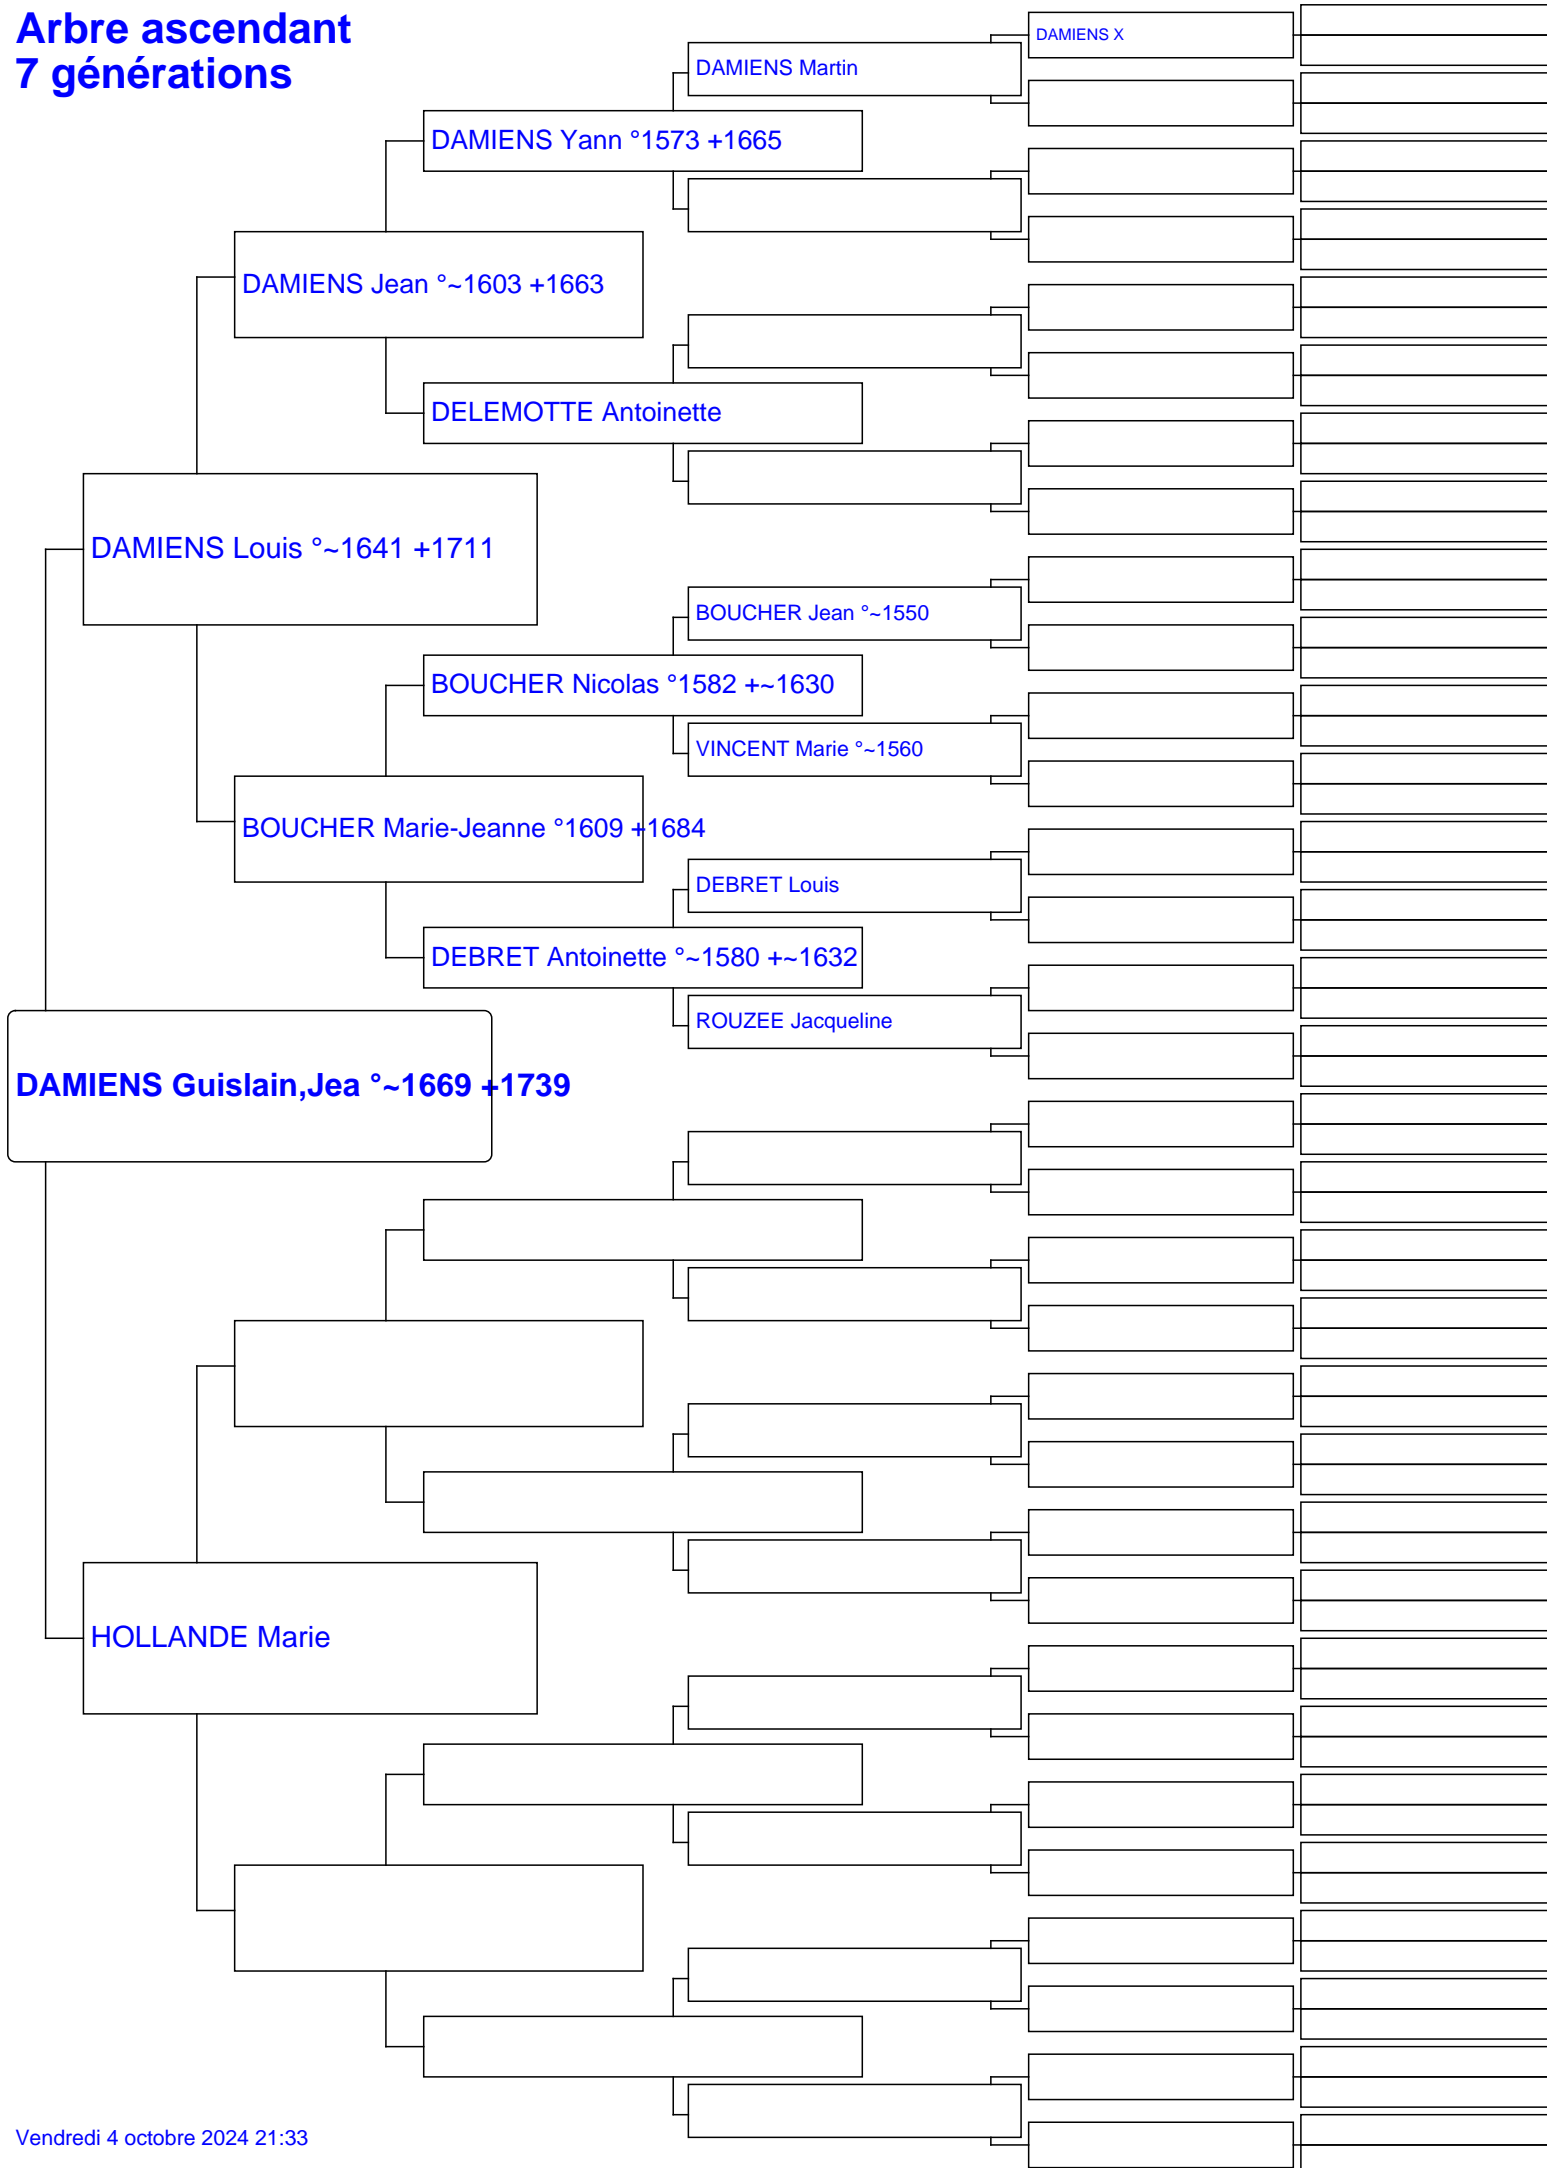 Arbre ascendant
7 générations
DAMIENS X
DAMIENS Martin
DAMIENS Yann °1573 +1665
DAMIENS Jean °~1603 +1663
DELEMOTTE Antoinette
DAMIENS Louis °~1641 +1711
BOUCHER Jean °~1550
BOUCHER Nicolas °1582 +~1630
VINCENT Marie °~1560
BOUCHER Marie-Jeanne °1609 +1684
DEBRET Louis
DEBRET Antoinette °~1580 +~1632
ROUZEE Jacqueline
DAMIENS Guislain,Jea °~1669 +1739
HOLLANDE Marie
Vendredi 4 octobre 2024 21:33